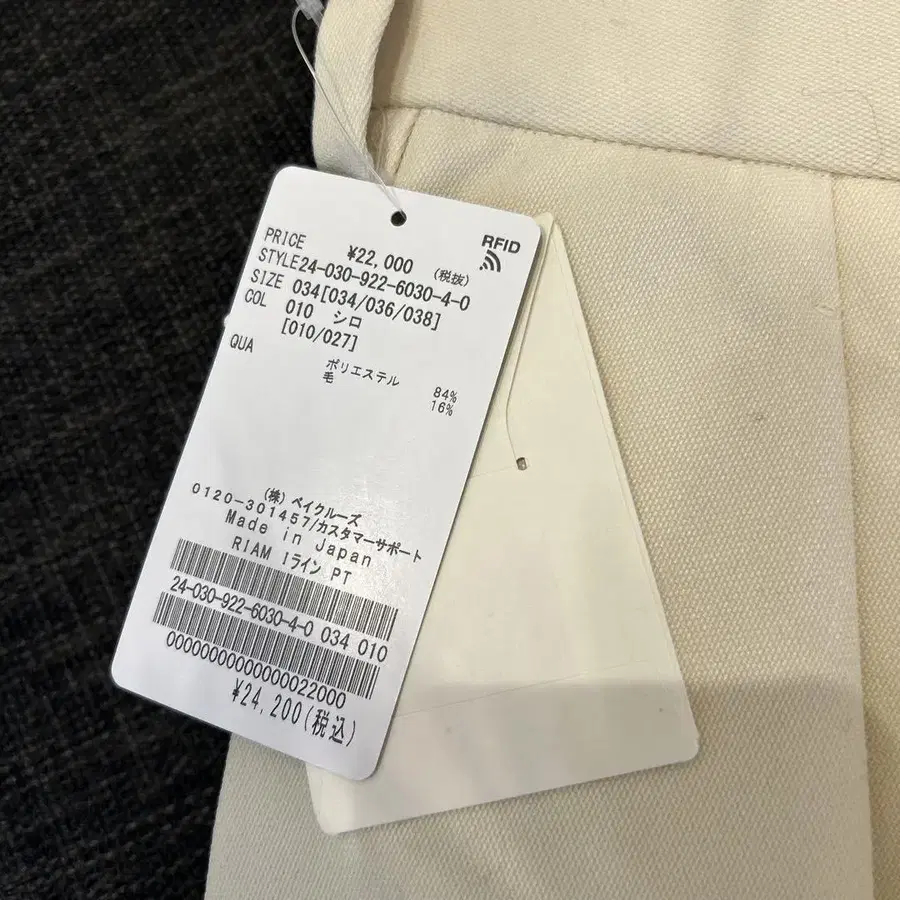 RFID
PRICE ¥22,000 (税抜)
STYLE24-030-922-6030-4-0
SIZE 034[034/036/038]
COL 010 シロ
[010/027]
QUA ポリエステル 84%
毛 16%
(株) ベイクルーズ
0120-301457/カスタマーサポート
Made in Japan
RIAM Iライン PT
24-030-922-6030-4-0 034 010
0000000000000022000
¥24,200(税込)